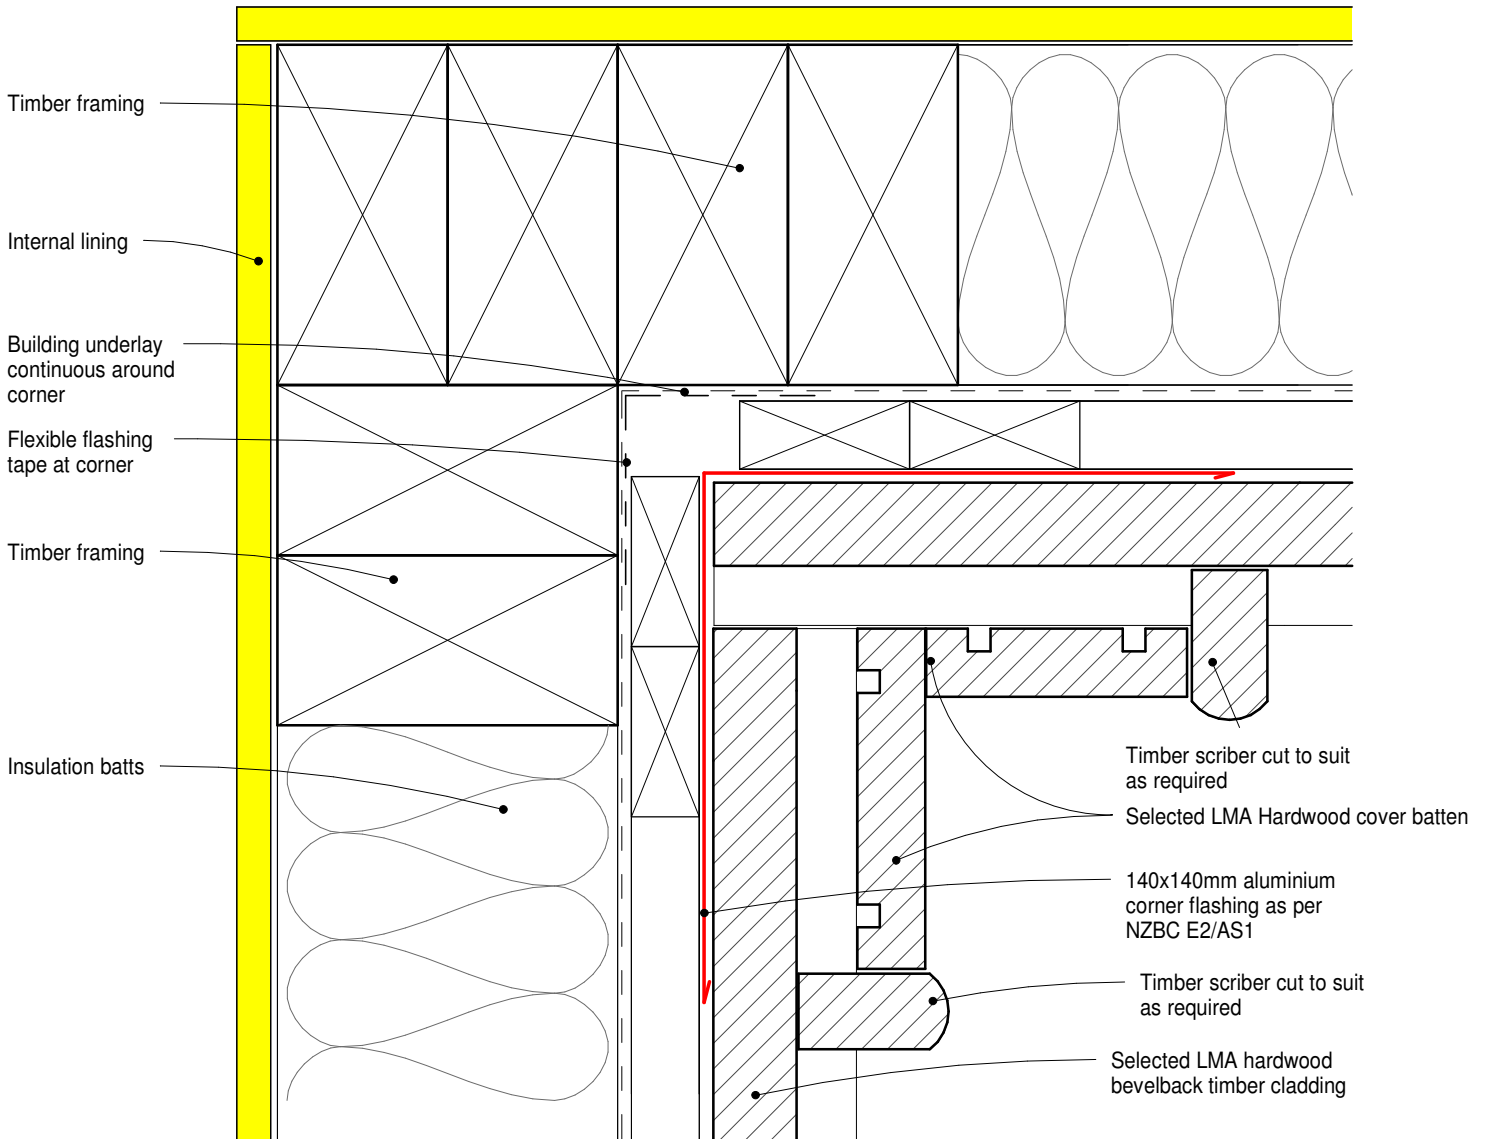 Timber framing
Internal lining
Building underlay
continuous around
corner
Flexible flashing
tape at corner
Timber framing
Insulation batts
Timber scriber cut to suit
as required
Selected LMA Hardwood cover batten
140x140mm aluminium
corner flashing as per
NZBC E2/AS1
Timber scriber cut to suit
as required
Selected LMA hardwood
bevelback timber cladding